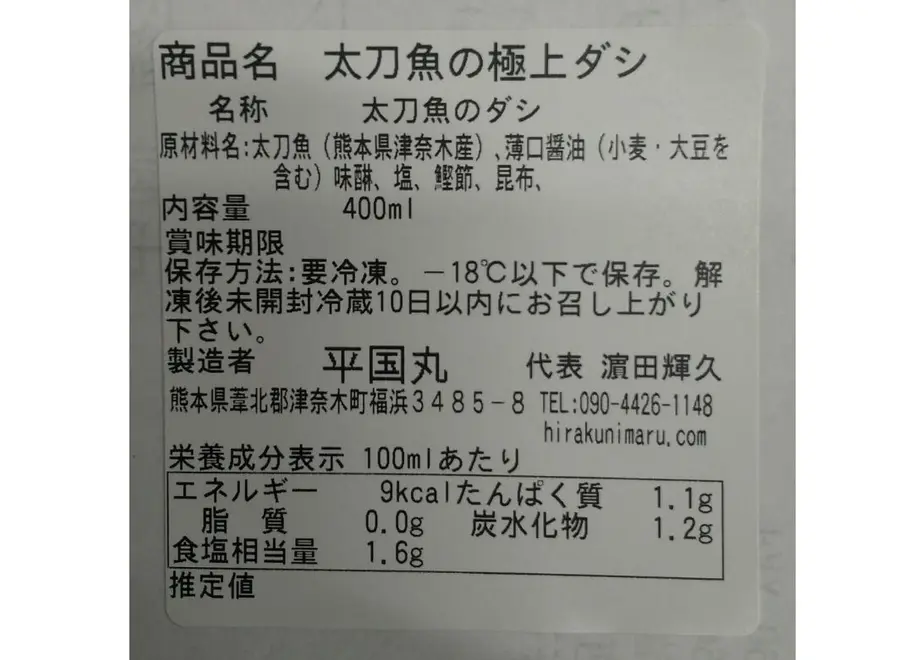 商品名 太刀魚の極上ダシ
名称 太刀魚のダシ
原材料名:太刀魚（熊本県津奈木産）､薄口醤油（小麦・大豆を
含む）味醂、塩、鰹節、昆布、
内容量 400ml
賞味期限
保存方法:要冷凍。－18℃以下で保存。解
凍後未開封冷蔵10日以内にお召し上がり
下さい。
製造者 平国丸 代表 濵田輝久
熊本県葦北郡津奈木町福浜３４８５－８ TEL:090-4426-1148
hirakunimaru.com
栄養成分表示 100mlあたり
エネルギー 9kcal たんぱく質 1.1g
脂 質 0.0g 炭水化物 1.2g
食塩相当量 1.6g
推定値